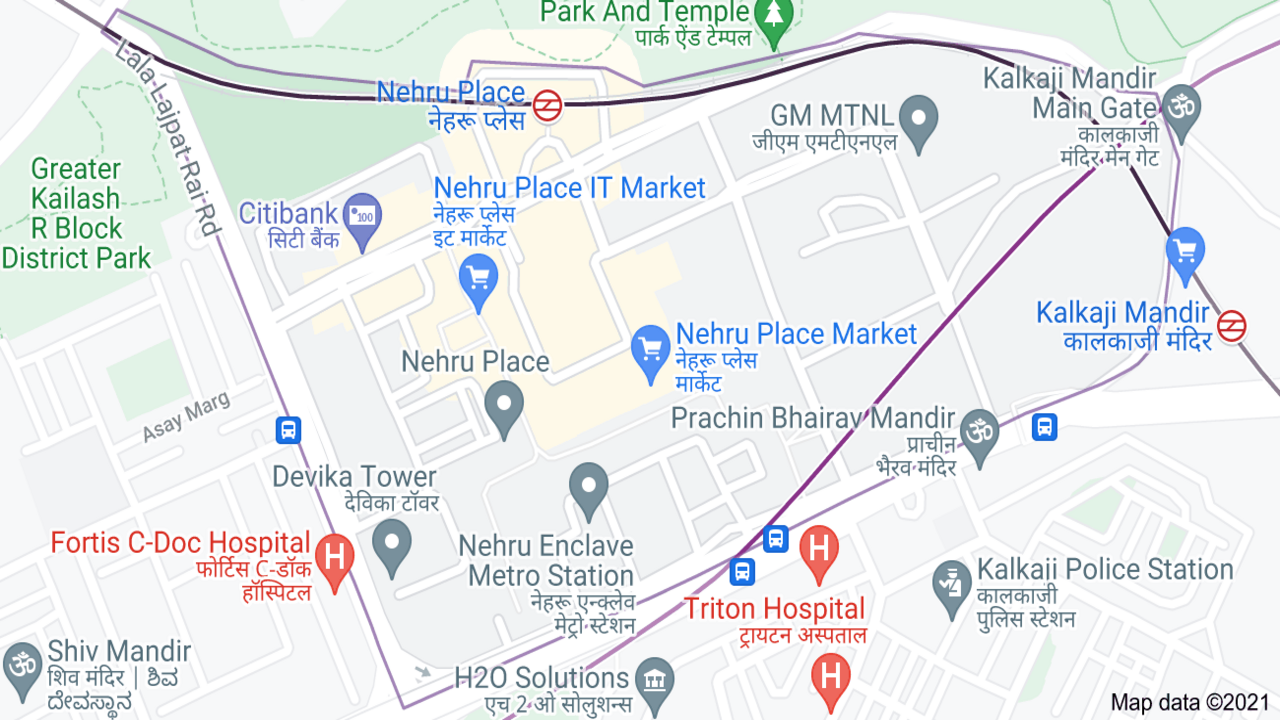 Park And Temple
पार्क ऐंड टेम्पल
Lala Lajpat Rai Rd
Nehru Place
नेहरू प्लेस
Kalkaji Mandir
Main Gate
कालकाजी
मंदिर मेन गेट
GM MTNL
जीएम एमटीएनएल
Greater
Kailash
R Block
District Park
Nehru Place IT Market
नेहरू प्लेस
इट मार्केट
Citibank
सिटी बैंक
100
Kalkaji Mandir
कालकाजी मंदिर
Nehru Place Market
नेहरू प्लेस
मार्केट
Nehru Place
Asay Marg
Prachin Bhairav Mandir
प्राचीन
भैरव मंदिर
Devika Tower
देविका टॉवर
Fortis C-Doc Hospital
फोर्टिस C-डॉक
हॉस्पिटल
H
Nehru Enclave
Metro Station
नेहरू एन्क्लेव
मेट्रो स्टेशन
H
Triton Hospital
ट्रायटन अस्पताल
Kalkaji Police Station
कालकाजी
पुलिस स्टेशन
Shiv Mandir
शिव मंदिर | ಶಿವ
ದೇವಸ್ಥಾನ
H2O Solutions
एच 2 ओ सोलुशन्स
H
Map data ©2021